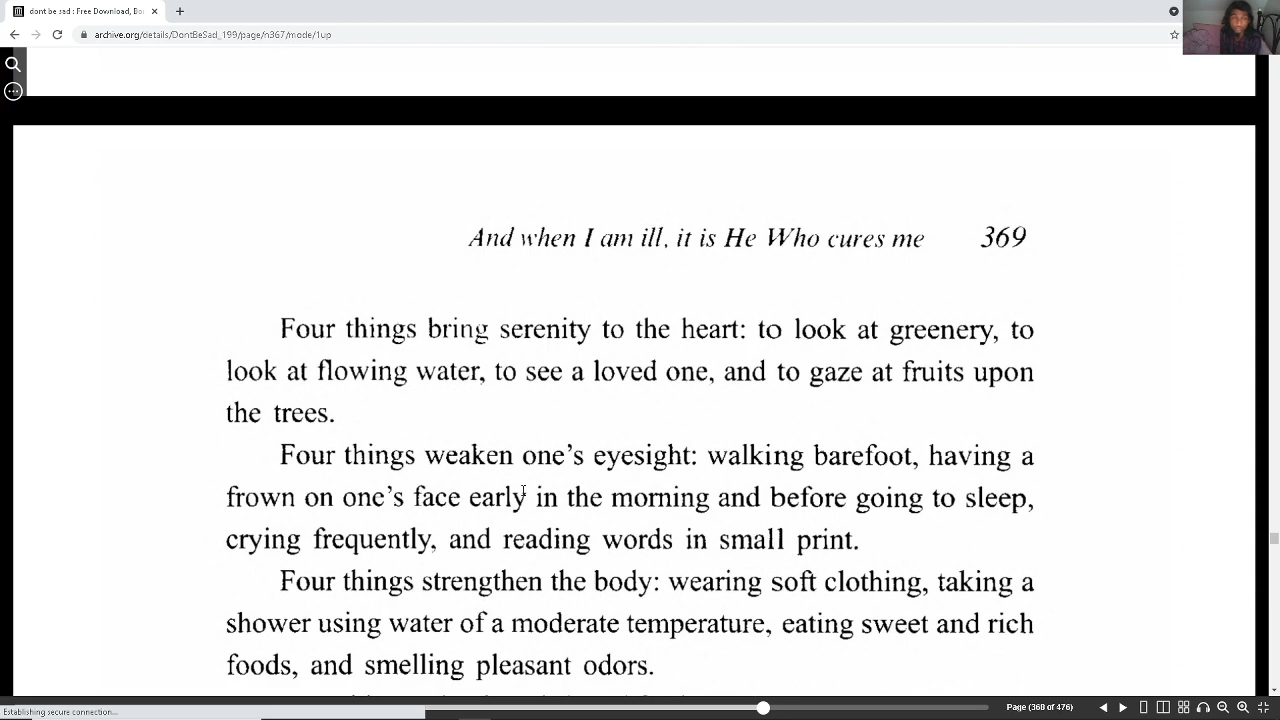 dont be sad : Free Download, Bo
archive.org/details/DontBeSad_199/page/n367/mode/1up
And when I am ill, it is He Who cures me 369
Four things bring serenity to the heart: to look at greenery, to
look at flowing water, to see a loved one, and to gaze at fruits upon
the trees.
Four things weaken one's eyesight: walking barefoot, having a
frown on one's face early in the morning and before going to sleep,
crying frequently, and reading words in small print.
Four things strengthen the body: wearing soft clothing, taking a
shower using water of a moderate temperature, eating sweet and rich
foods, and smelling pleasant odors.
Establishing secure connection...
Page (368 of 476)